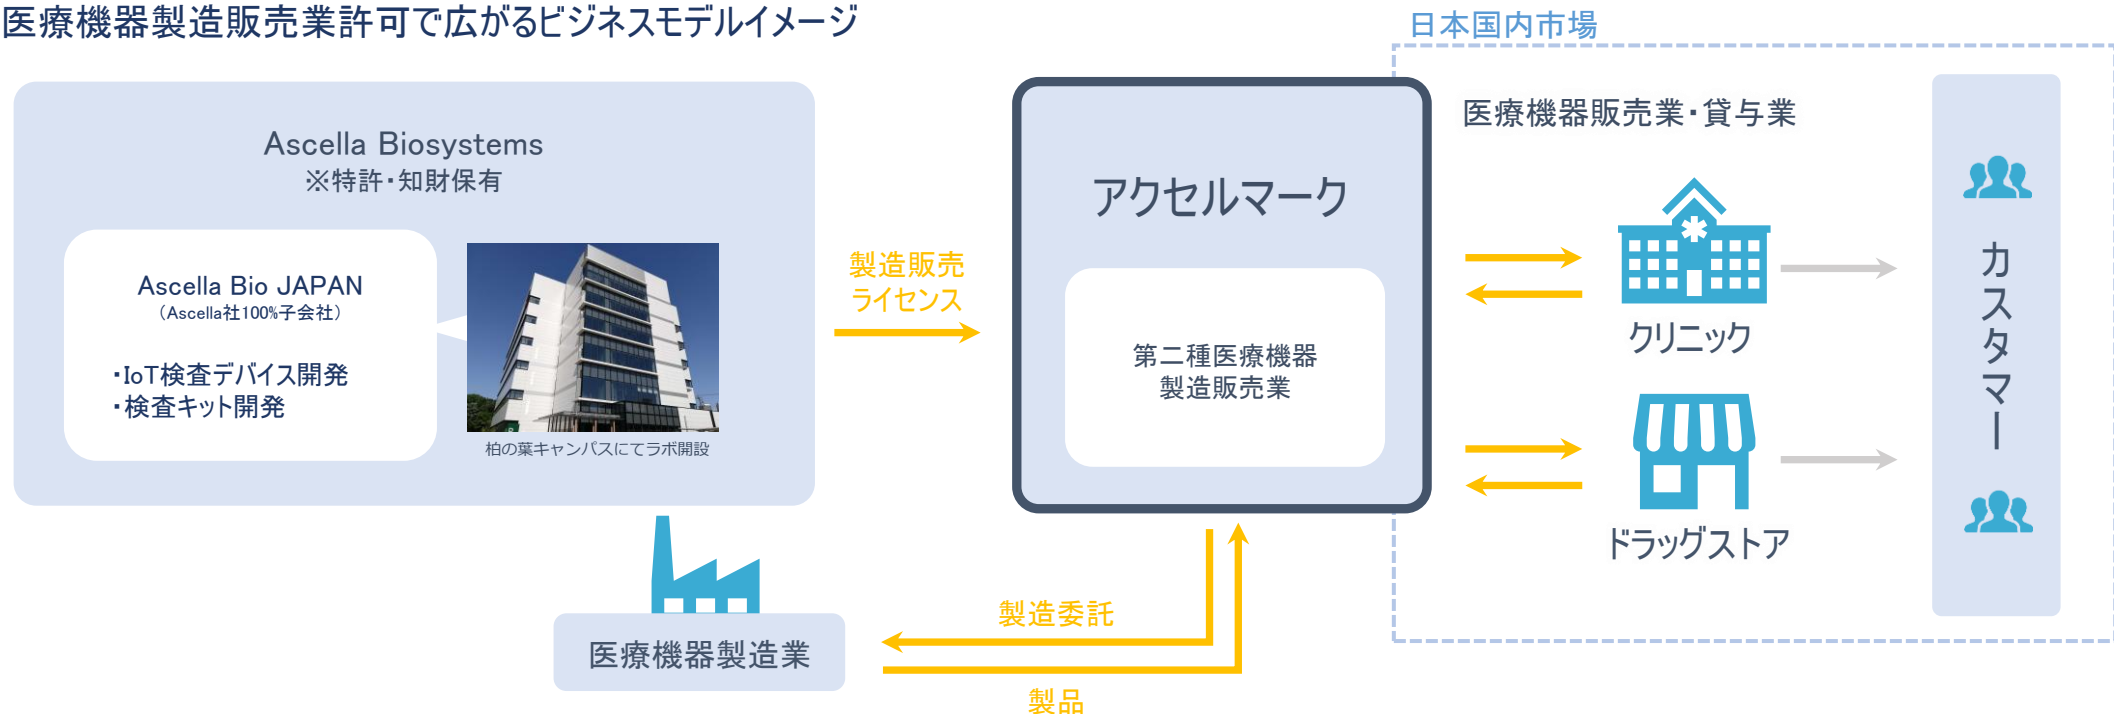 医療機器製造販売業許可で広がるビジネスモデルイメージ
日本国内市場
Ascella Biosystems
※特許・知財保有
Ascella Bio JAPAN
（Ascella社100%子会社）
・IoT検査デバイス開発
・検査キット開発
柏の葉キャンパスにてラボ開設
製造販売
ライセンス
アクセルマーク
第二種医療機器
製造販売業
医療機器販売業・貸与業
クリニック
ドラッグストア
カスタマー
医療機器製造業
製造委託
製品